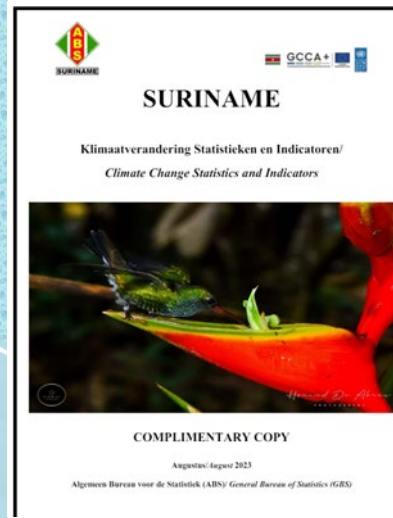 ABS
SURINAME
GCCA+
SURINAME
Klimaatverandering Statistieken en Indicatoren/
Climate Change Statistics and Indicators
COMPLIMENTARY COPY
Augustus/August 2023
Algemeen Bureau voor de Statistiek (ABS)/ General Bureau of Statistics (GBS)